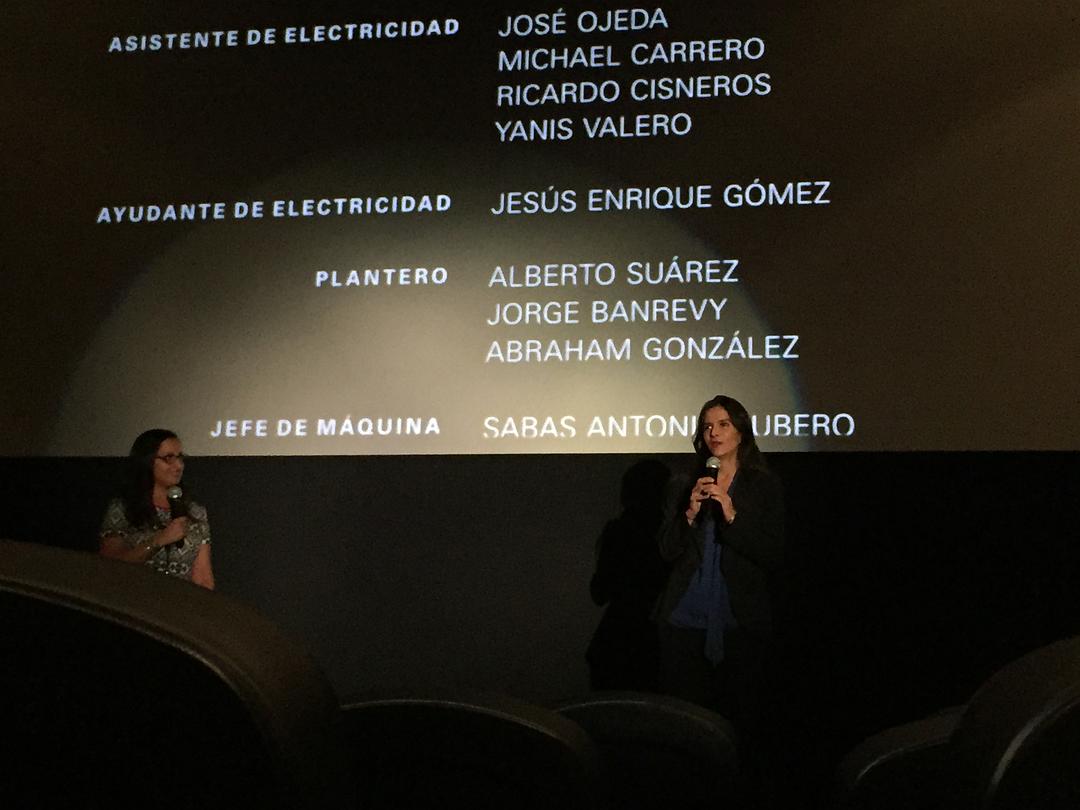 ASISTENTE DE ELECTRICIDAD JOSÉ OJEDA
MICHAEL CARRERO
RICARDO CISNEROS
YANIS VALERO
AYUDANTE DE ELECTRICIDAD JESÚS ENRIQUE GÓMEZ
PLANTERO ALBERTO SUÁREZ
JORGE BANREVY
ABRAHAM GONZÁLEZ
JEFE DE MÁQUINA SABAS